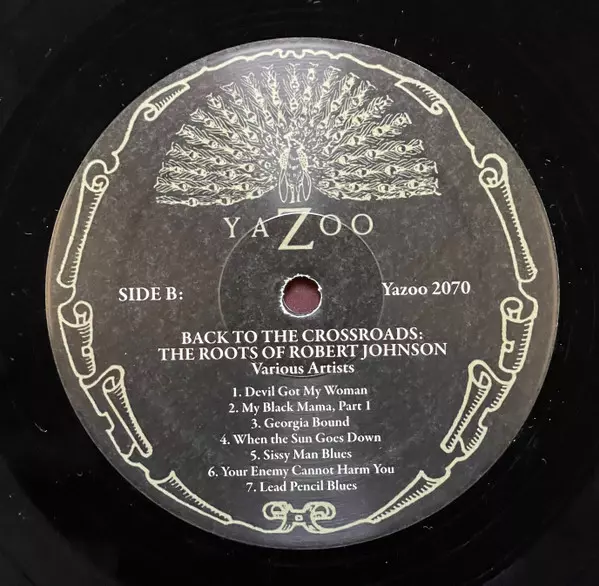 YAZOO
SIDE B:
Yazoo 2070
BACK TO THE CROSSROADS:
THE ROOTS OF ROBERT JOHNSON
Various Artists
1. Devil Got My Woman
2. My Black Mama, Part 1
3. Georgia Bound
4. When the Sun Goes Down
5. Sissy Man Blues
6. Your Enemy Cannot Harm You
7. Lead Pencil Blues